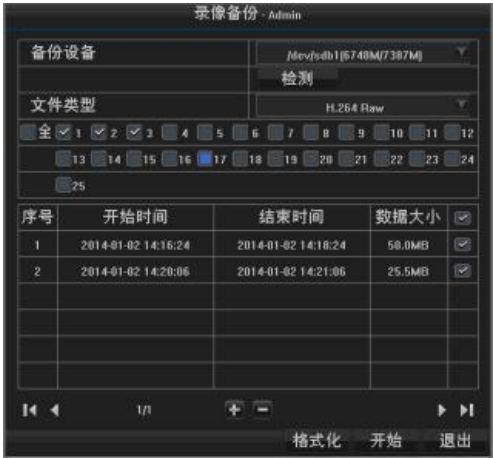 录像备份 - Admin
备份设备 /dev/sdb1[6748M/7387M]
检测
文件类型 H.264 Raw
全 1 2 3 4 5 6 7 8 9 10 11 12
13 14 15 16 17 18 19 20 21 22 23 24
25
序号 开始时间 结束时间 数据大小
1 2014-01-02 14:16:24 2014-01-02 14:18:24 50.0MB
2 2014-01-02 14:20:06 2014-01-02 14:21:06 25.5MB
1/1
格式化 开始 退出